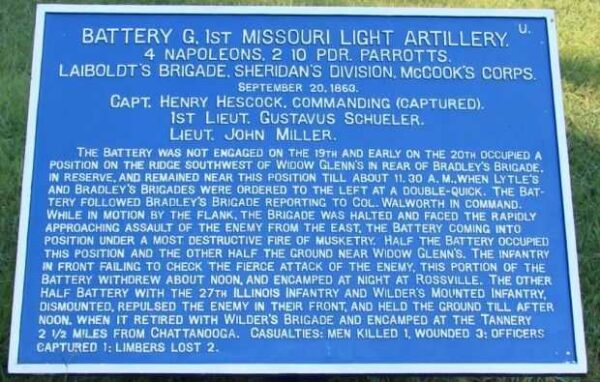 U.
BATTERY G, 1ST MISSOURI LIGHT ARTILLERY.
4 NAPOLEONS, 2 10 PDR. PARROTTS.
LAIBOLDT'S BRIGADE, SHERIDAN'S DIVISION, MCCOOK'S CORPS.
SEPTEMBER 20, 1863.
CAPT. HENRY HESCOCK, COMMANDING (CAPTURED).
1ST LIEUT. GUSTAVUS SCHUELER.
LIEUT. JOHN MILLER.
THE BATTERY WAS NOT ENGAGED ON THE 19TH AND EARLY ON THE 20TH OCCUPIED A
POSITION ON THE RIDGE SOUTHWEST OF WIDOW GLENN'S IN REAR OF BRADLEY'S BRIGADE,
IN RESERVE, AND REMAINED NEAR THIS POSITION TILL ABOUT 11.30 A.M., WHEN LYTLE'S
AND BRADLEY'S BRIGADES WERE ORDERED TO THE LEFT AT A DOUBLE-QUICK. THE BAT-
TERY FOLLOWED BRADLEY'S BRIGADE REPORTING TO COL. WALWORTH IN COMMAND.
WHILE IN MOTION BY THE FLANK, THE BRIGADE WAS HALTED AND FACED THE RAPIDLY
APPROACHING ASSAULT OF THE ENEMY FROM THE EAST, THE BATTERY COMING INTO
POSITION UNDER A MOST DESTRUCTIVE FIRE OF MUSKETRY. HALF THE BATTERY OCCUPIED
THIS POSITION AND THE OTHER HALF THE GROUND NEAR WIDOW GLENN'S. THE INFANTRY
IN FRONT FAILING TO CHECK THE FIERCE ATTACK OF THE ENEMY, THIS PORTION OF THE
BATTERY WITHDREW ABOUT NOON, AND ENCAMPED AT NIGHT AT ROSSVILLE. THE OTHER
HALF BATTERY WITH THE 27TH ILLINOIS INFANTRY AND WILDER'S MOUNTED INFANTRY,
DISMOUNTED, REPULSED THE ENEMY IN THEIR FRONT, AND HELD THE GROUND TILL AFTER
NOON, WHEN IT RETIRED WITH WILDER'S BRIGADE AND ENCAMPED AT THE TANNERY
2 1/2 MILES FROM CHATTANOOGA. CASUALTIES: MEN KILLED 1, WOUNDED 3; OFFICERS
CAPTURED 1: LIMBERS LOST 2.